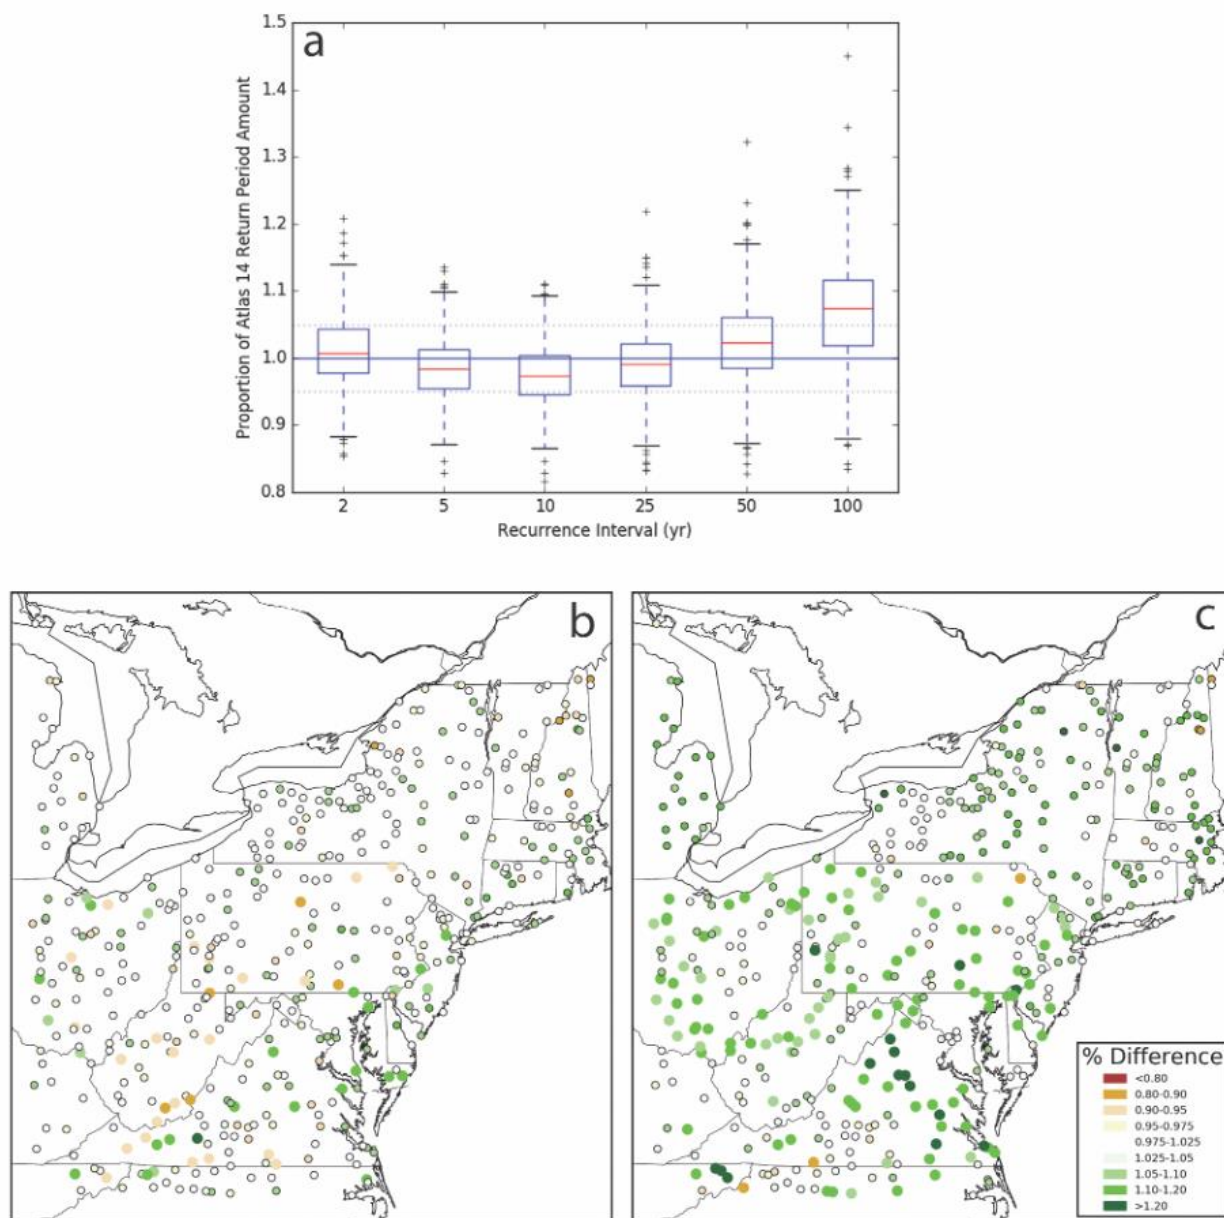 a
1.5
1.4
1.3
1.2
1.1
1.0
0.9
0.8
Proportion of Atlas 14 Return Period Amount
2 5 10 25 50 100
Recurrence Interval (yr)
b
c
% Difference
<0.80
0.80-0.90
0.90-0.95
0.95-0.975
0.975-1.025
1.025-1.05
1.05-1.10
1.10-1.20
>1.20